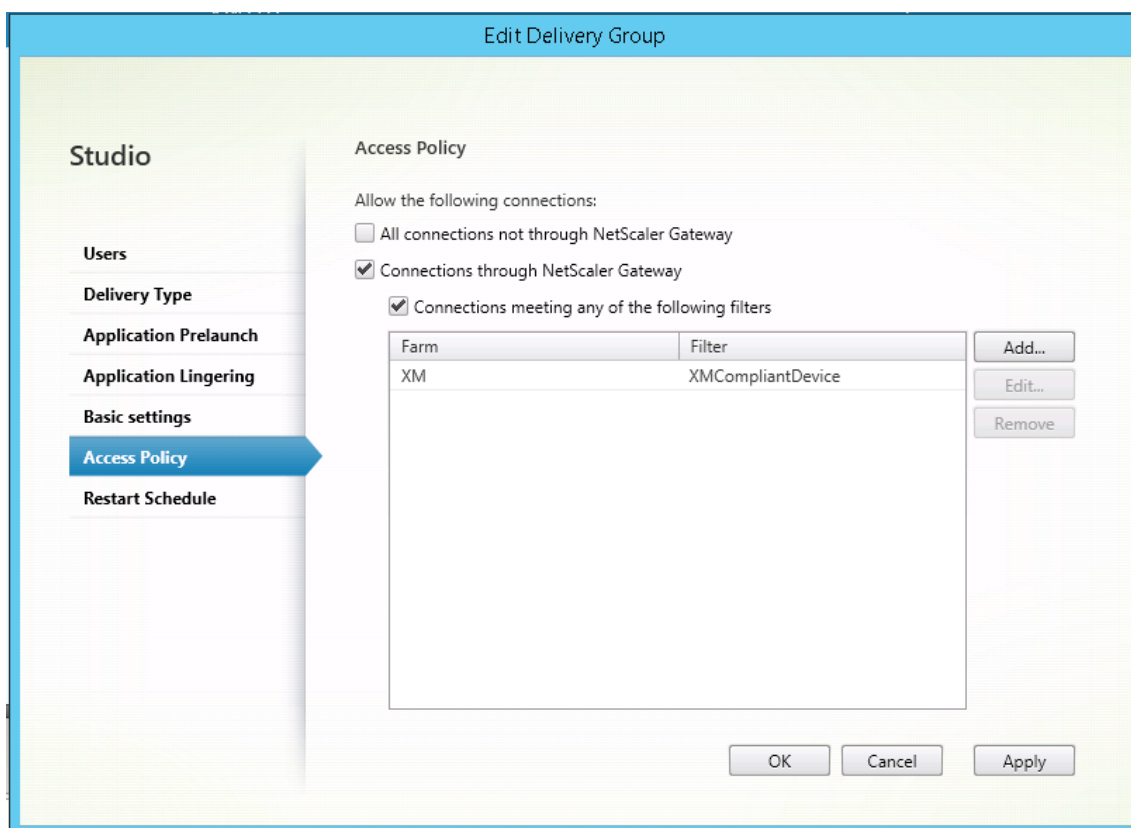 Edit Delivery Group
Studio
Users
Delivery Type
Application Prelaunch
Application Lingering
Basic settings
Access Policy
Restart Schedule
Access Policy
Allow the following connections:
All connections not through NetScaler Gateway
Connections through NetScaler Gateway
Connections meeting any of the following filters
Farm Filter
XM XMCompliantDevice
Add...
Edit...
Remove
OK Cancel Apply